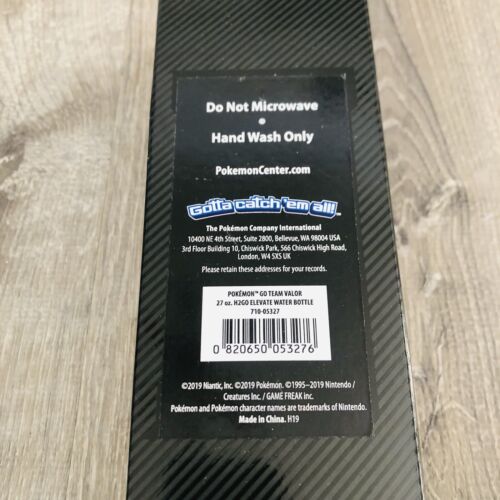 Do Not Microwave
•
Hand Wash Only
PokemonCenter.com
Gotta catch 'em all!™
The Pokémon Company International
10400 NE 4th Street, Suite 2800, Bellevue, WA 98004 USA
3rd Floor Building 10, Chiswick Park, 566 Chiswick High Road,
London, W4 5XS UK
Please retain these addresses for your records.
POKÉMON™ GO TEAM VALOR
27 oz. H2GO ELEVATE WATER BOTTLE
710-05327
0 820650 053276
©2019 Niantic, Inc. ©2019 Pokémon. ©1995–2019 Nintendo /
Creatures Inc. / GAME FREAK inc.
Pokémon and Pokémon character names are trademarks of Nintendo.
Made in China. H19